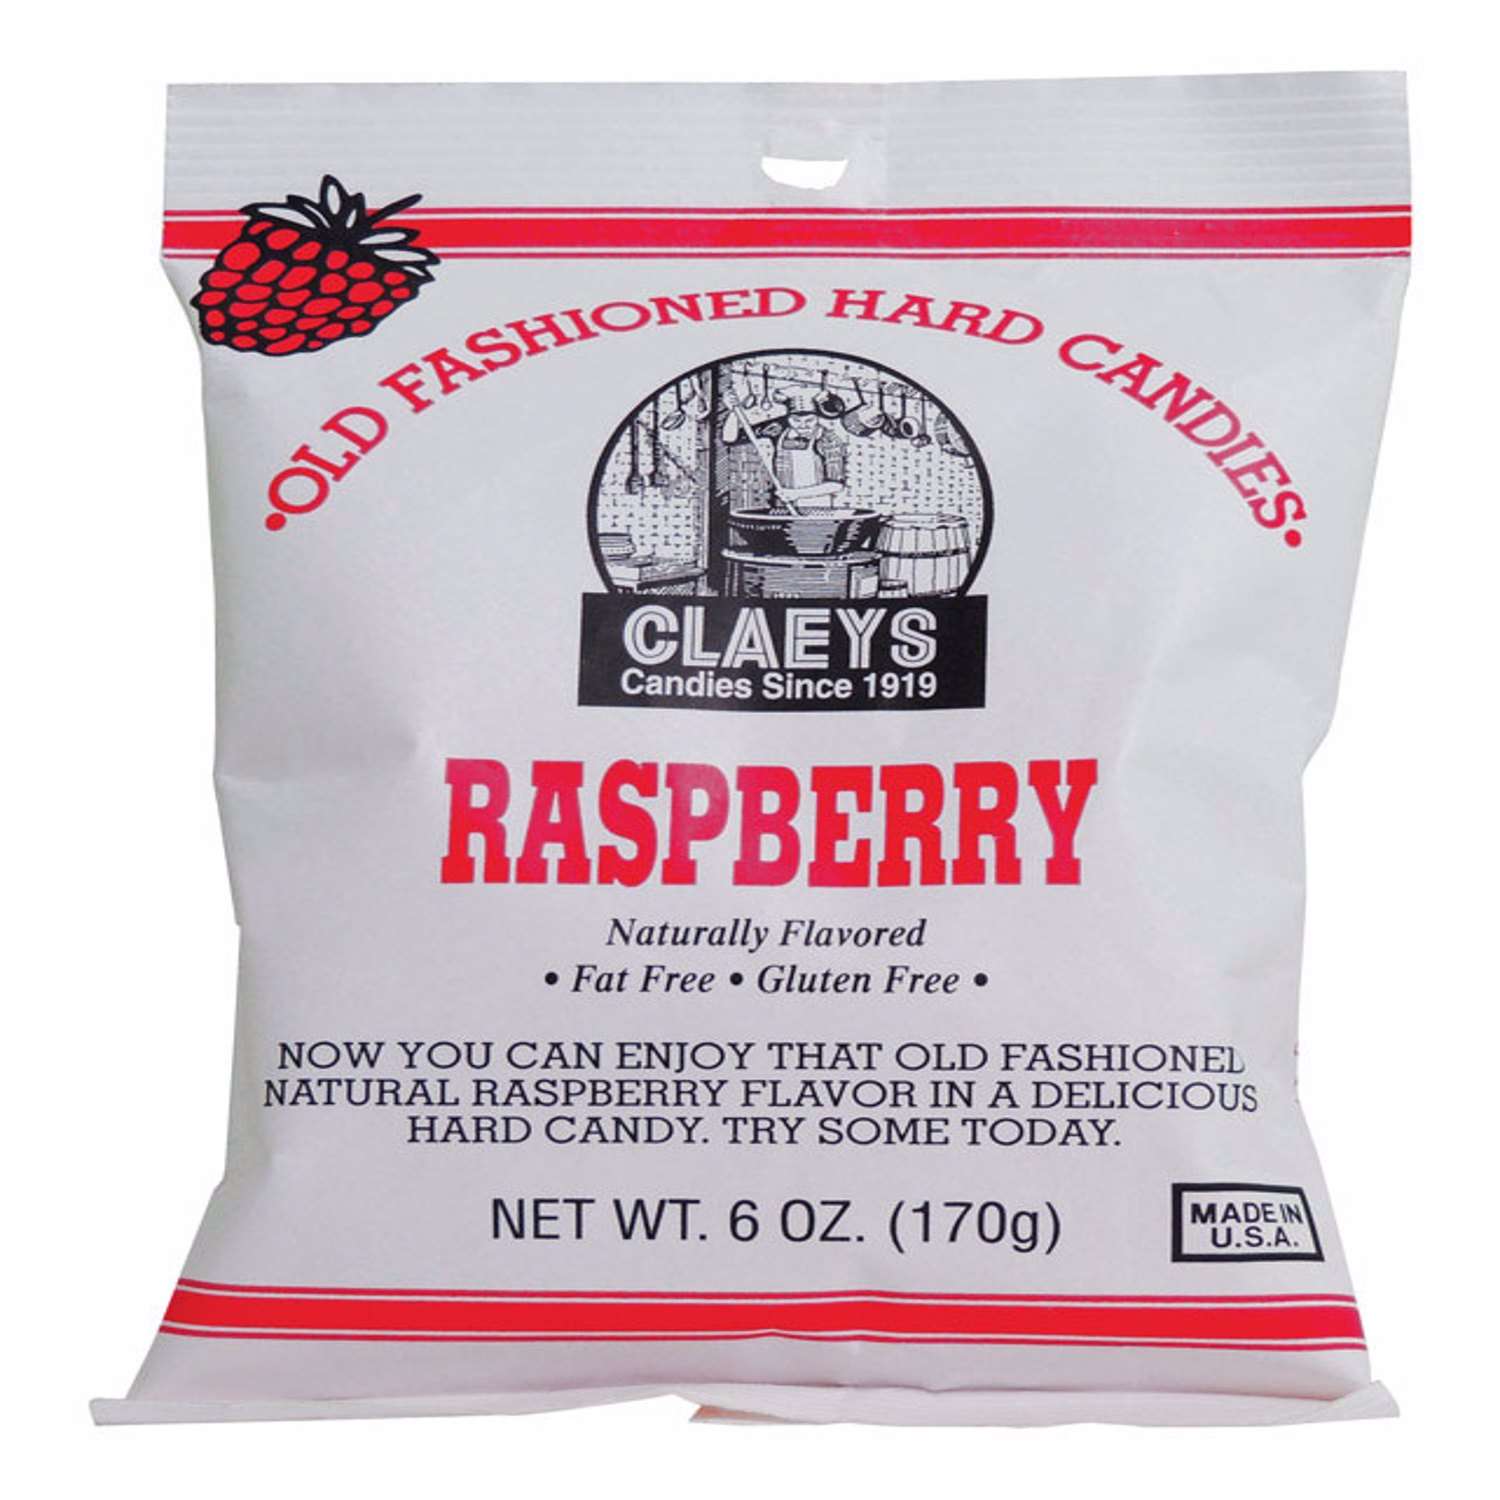 •OLD FASHIONED HARD CANDIES•
CLAEYS
Candies Since 1919
RASPBERRY
Naturally Flavored
• Fat Free • Gluten Free •
NOW YOU CAN ENJOY THAT OLD FASHIONED
NATURAL RASPBERRY FLAVOR IN A DELICIOUS
HARD CANDY. TRY SOME TODAY.
NET WT. 6 OZ. (170g)
MADE IN
U.S.A.